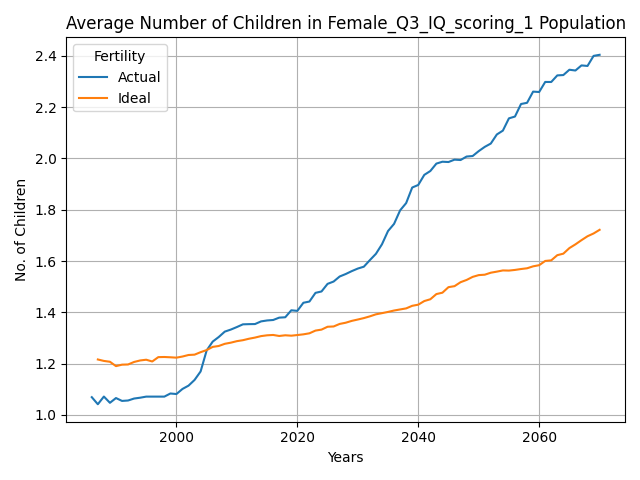 Average Number of Children in Female_Q3_IQ_scoring_1 Population
Fertility
Actual
Ideal
No. of Children
2.4
2.2
2.0
1.8
1.6
1.4
1.2
1.0
2000 2020 2040 2060
Years